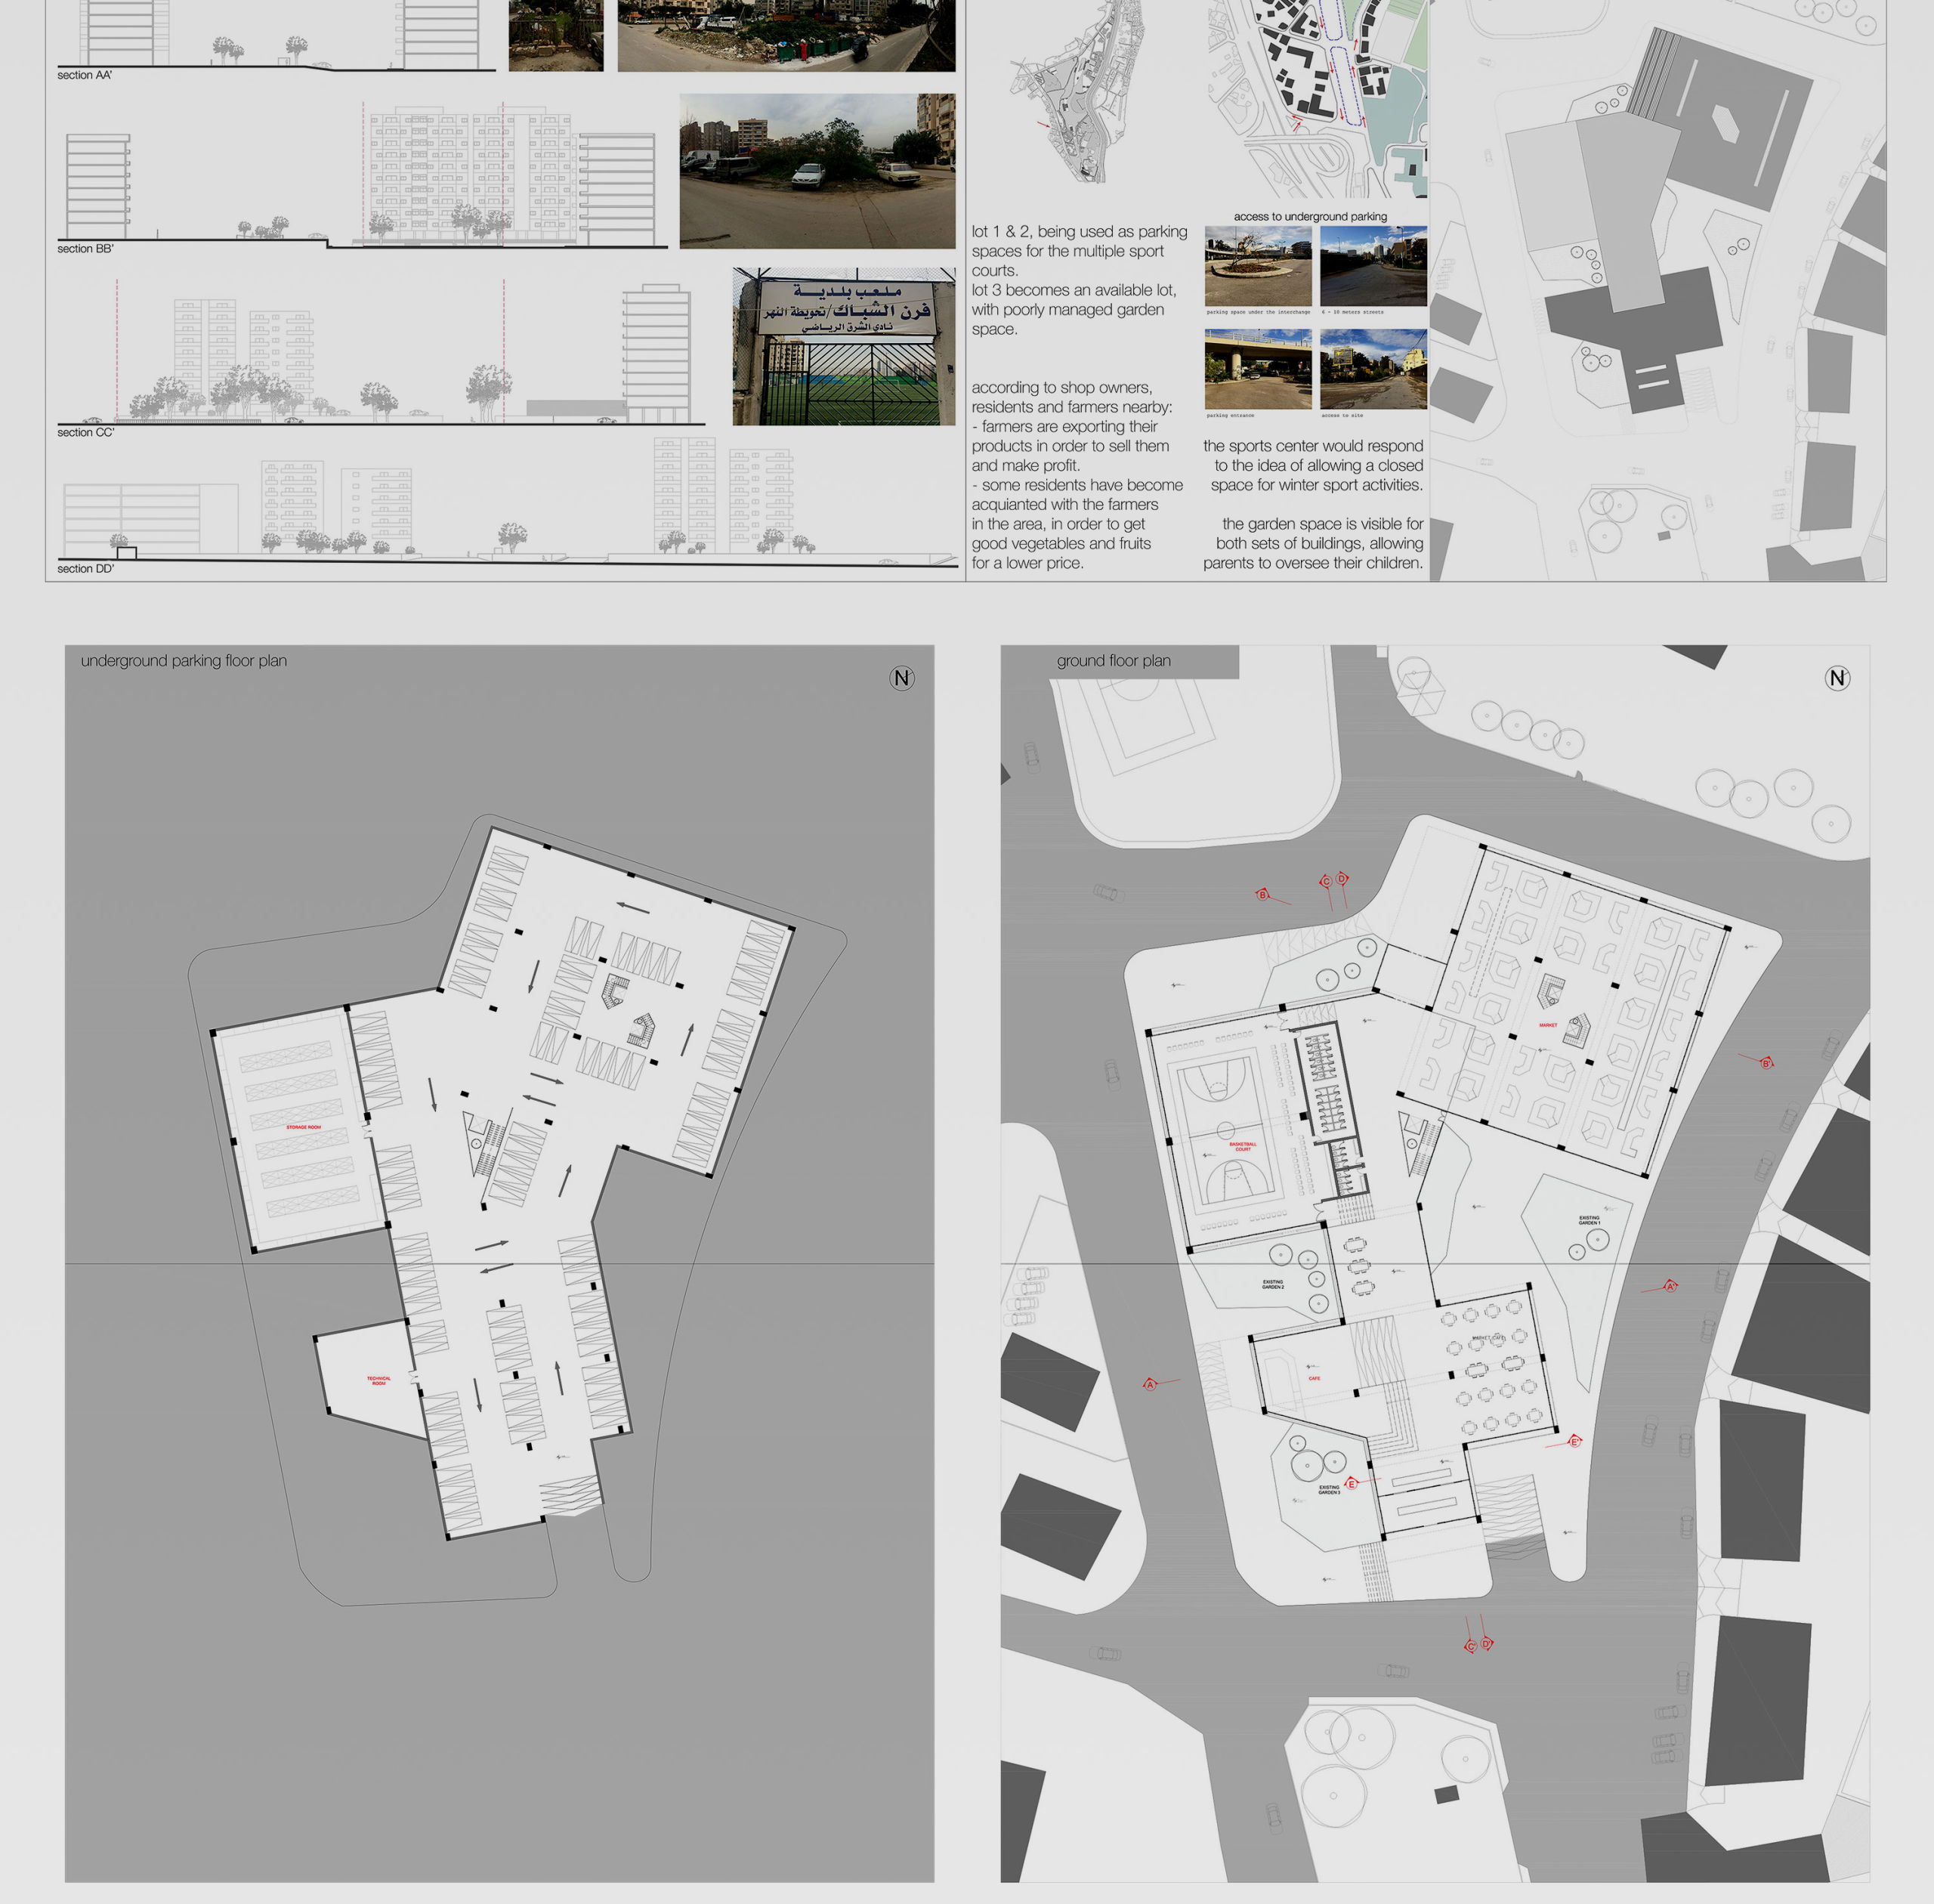 section AA'
section BB'
section CC'
section DD'
ملعب بلدية
فرن الشباك/تحويطة النهر
نادي الشرق الرياضي
lot 1 & 2, being used as parking
spaces for the multiple sport
courts.
lot 3 becomes an available lot,
with poorly managed garden
space.
according to shop owners,
residents and farmers nearby:
- farmers are exporting their
products in order to sell them
and make profit.
- some residents have become
acquianted with the farmers
in the area, in order to get
good vegetables and fruits
for a lower price.
access to underground parking
parking space under the interchange
6 - 10 meters streets
parking entrance
access to site
the sports center would respond
to the idea of allowing a closed
space for winter sport activities.
the garden space is visible for
both sets of buildings, allowing
parents to oversee their children.
underground parking floor plan
N
STORAGE ROOM
TECHNICAL
ROOM
ground floor plan
N
B
C
D
MARKET
B'
BASKETBALL
COURT
EXISTING
GARDEN 1
EXISTING
GARDEN 2
A'
MARKET CAFE
A
CAFE
E'
E
EXISTING
GARDEN 3
C'
D'